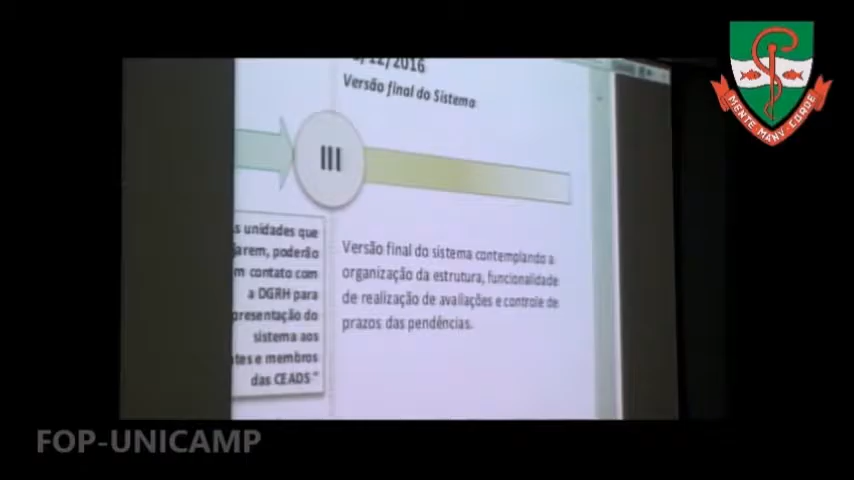 /12/2016
Versão final do Sistema
III
s unidades que
jarem, poderão
m contato com
a DGRH para
presentação do
sistema aos
tes e membros
das CEADS"
Versão final do sistema contemplando a
organização da estrutura, funcionalidade
de realização de avaliações e controle de
prazos das pendências.
MENTE MANV·CORDE
FOP-UNICAMP